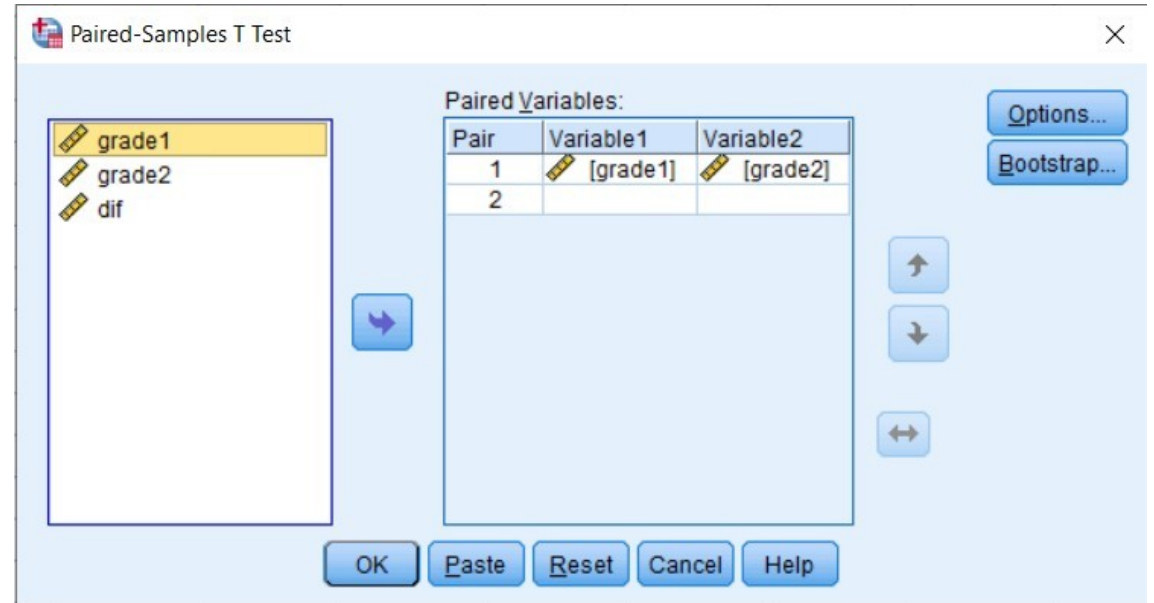 Paired-Samples T Test
Paired Variables:
grade1
grade2
dif
Pair Variable1 Variable2
1 [grade1] [grade2]
2
Options...
Bootstrap...
OK Paste Reset Cancel Help